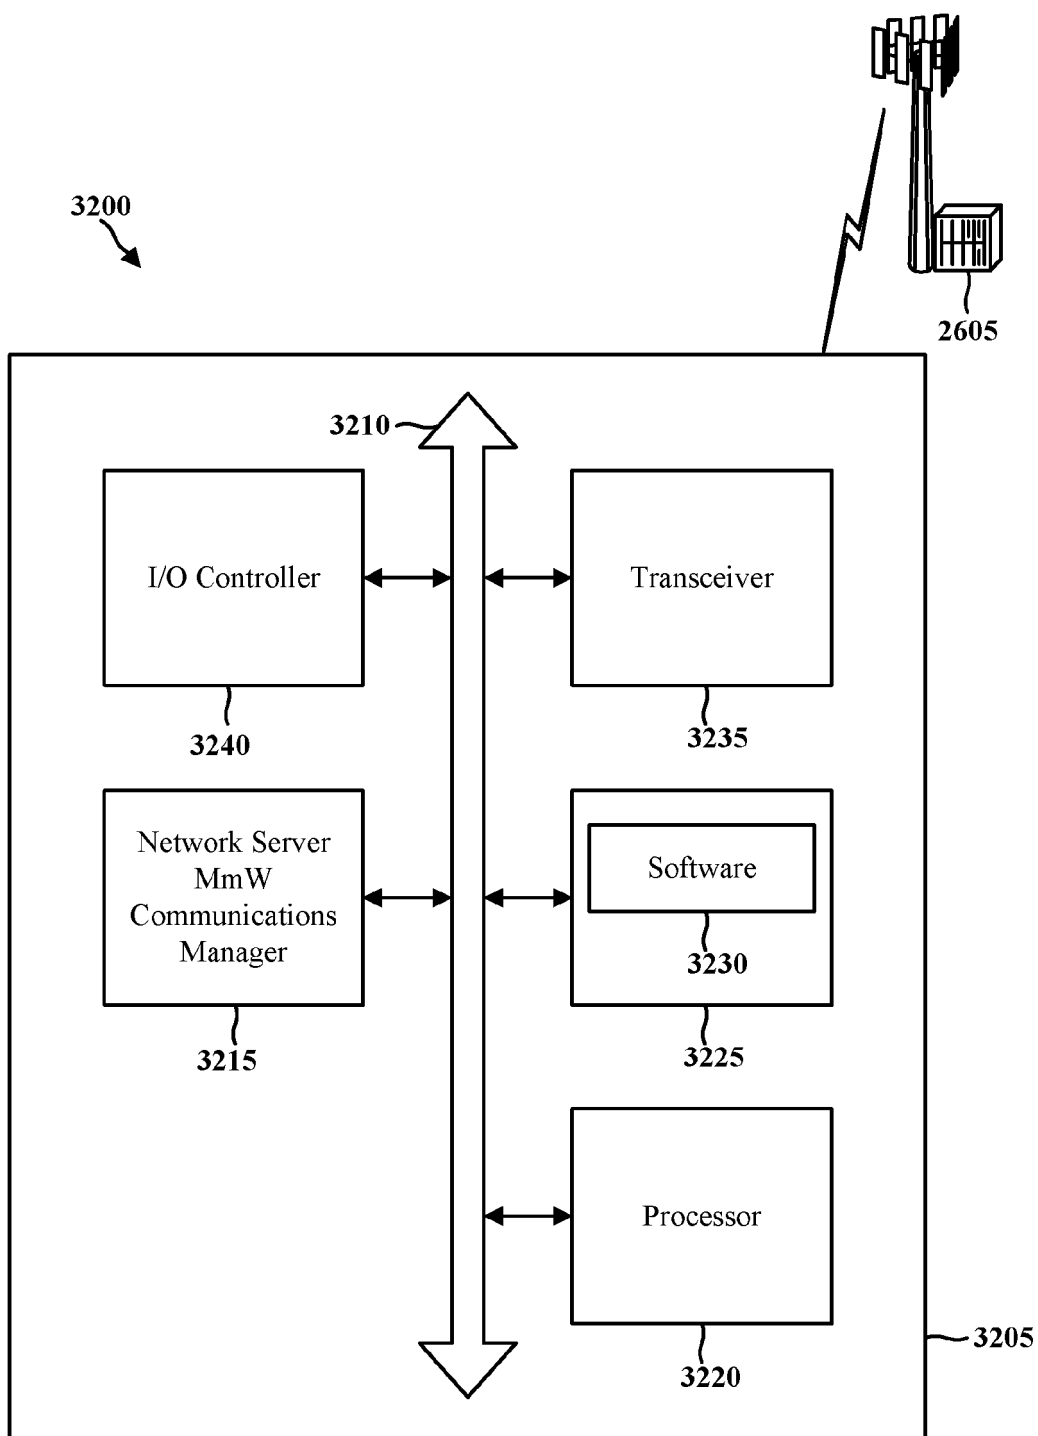 3200
2605
3210
I/O Controller
Transceiver
3240
3235
Network Server
MmW
Communications
Manager
Software
3230
3215
3225
Processor
3220
3205